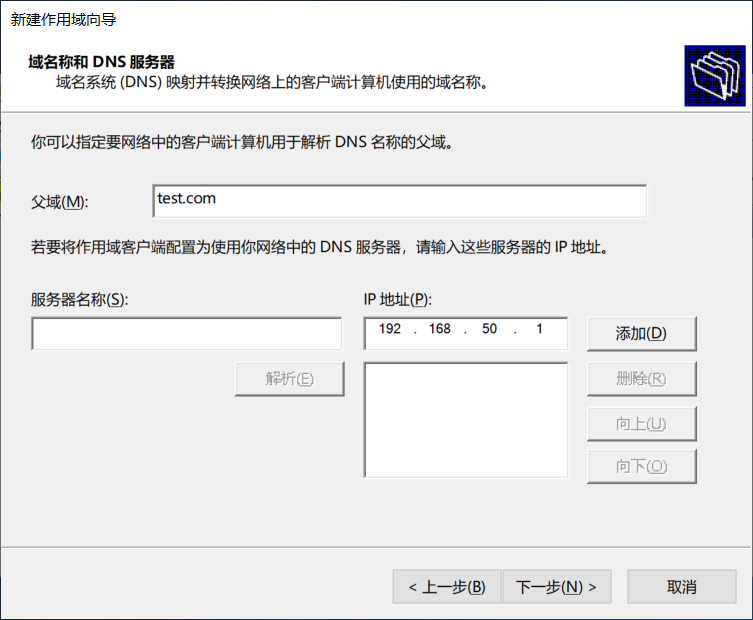 新建作用域向导
域名称和 DNS 服务器
域名系统 (DNS) 映射并转换网络上的客户端计算机使用的域名称。
你可以指定要网络中的客户端计算机用于解析 DNS 名称的父域。
父域(M): test.com
若要将作用域客户端配置为使用你网络中的 DNS 服务器，请输入这些服务器的 IP 地址。
服务器名称(S): IP 地址(P):
192 . 168 . 50 . 1 添加(D)
解析(E) 删除(R)
向上(U)
向下(O)
< 上一步(B) 下一步(N) > 取消